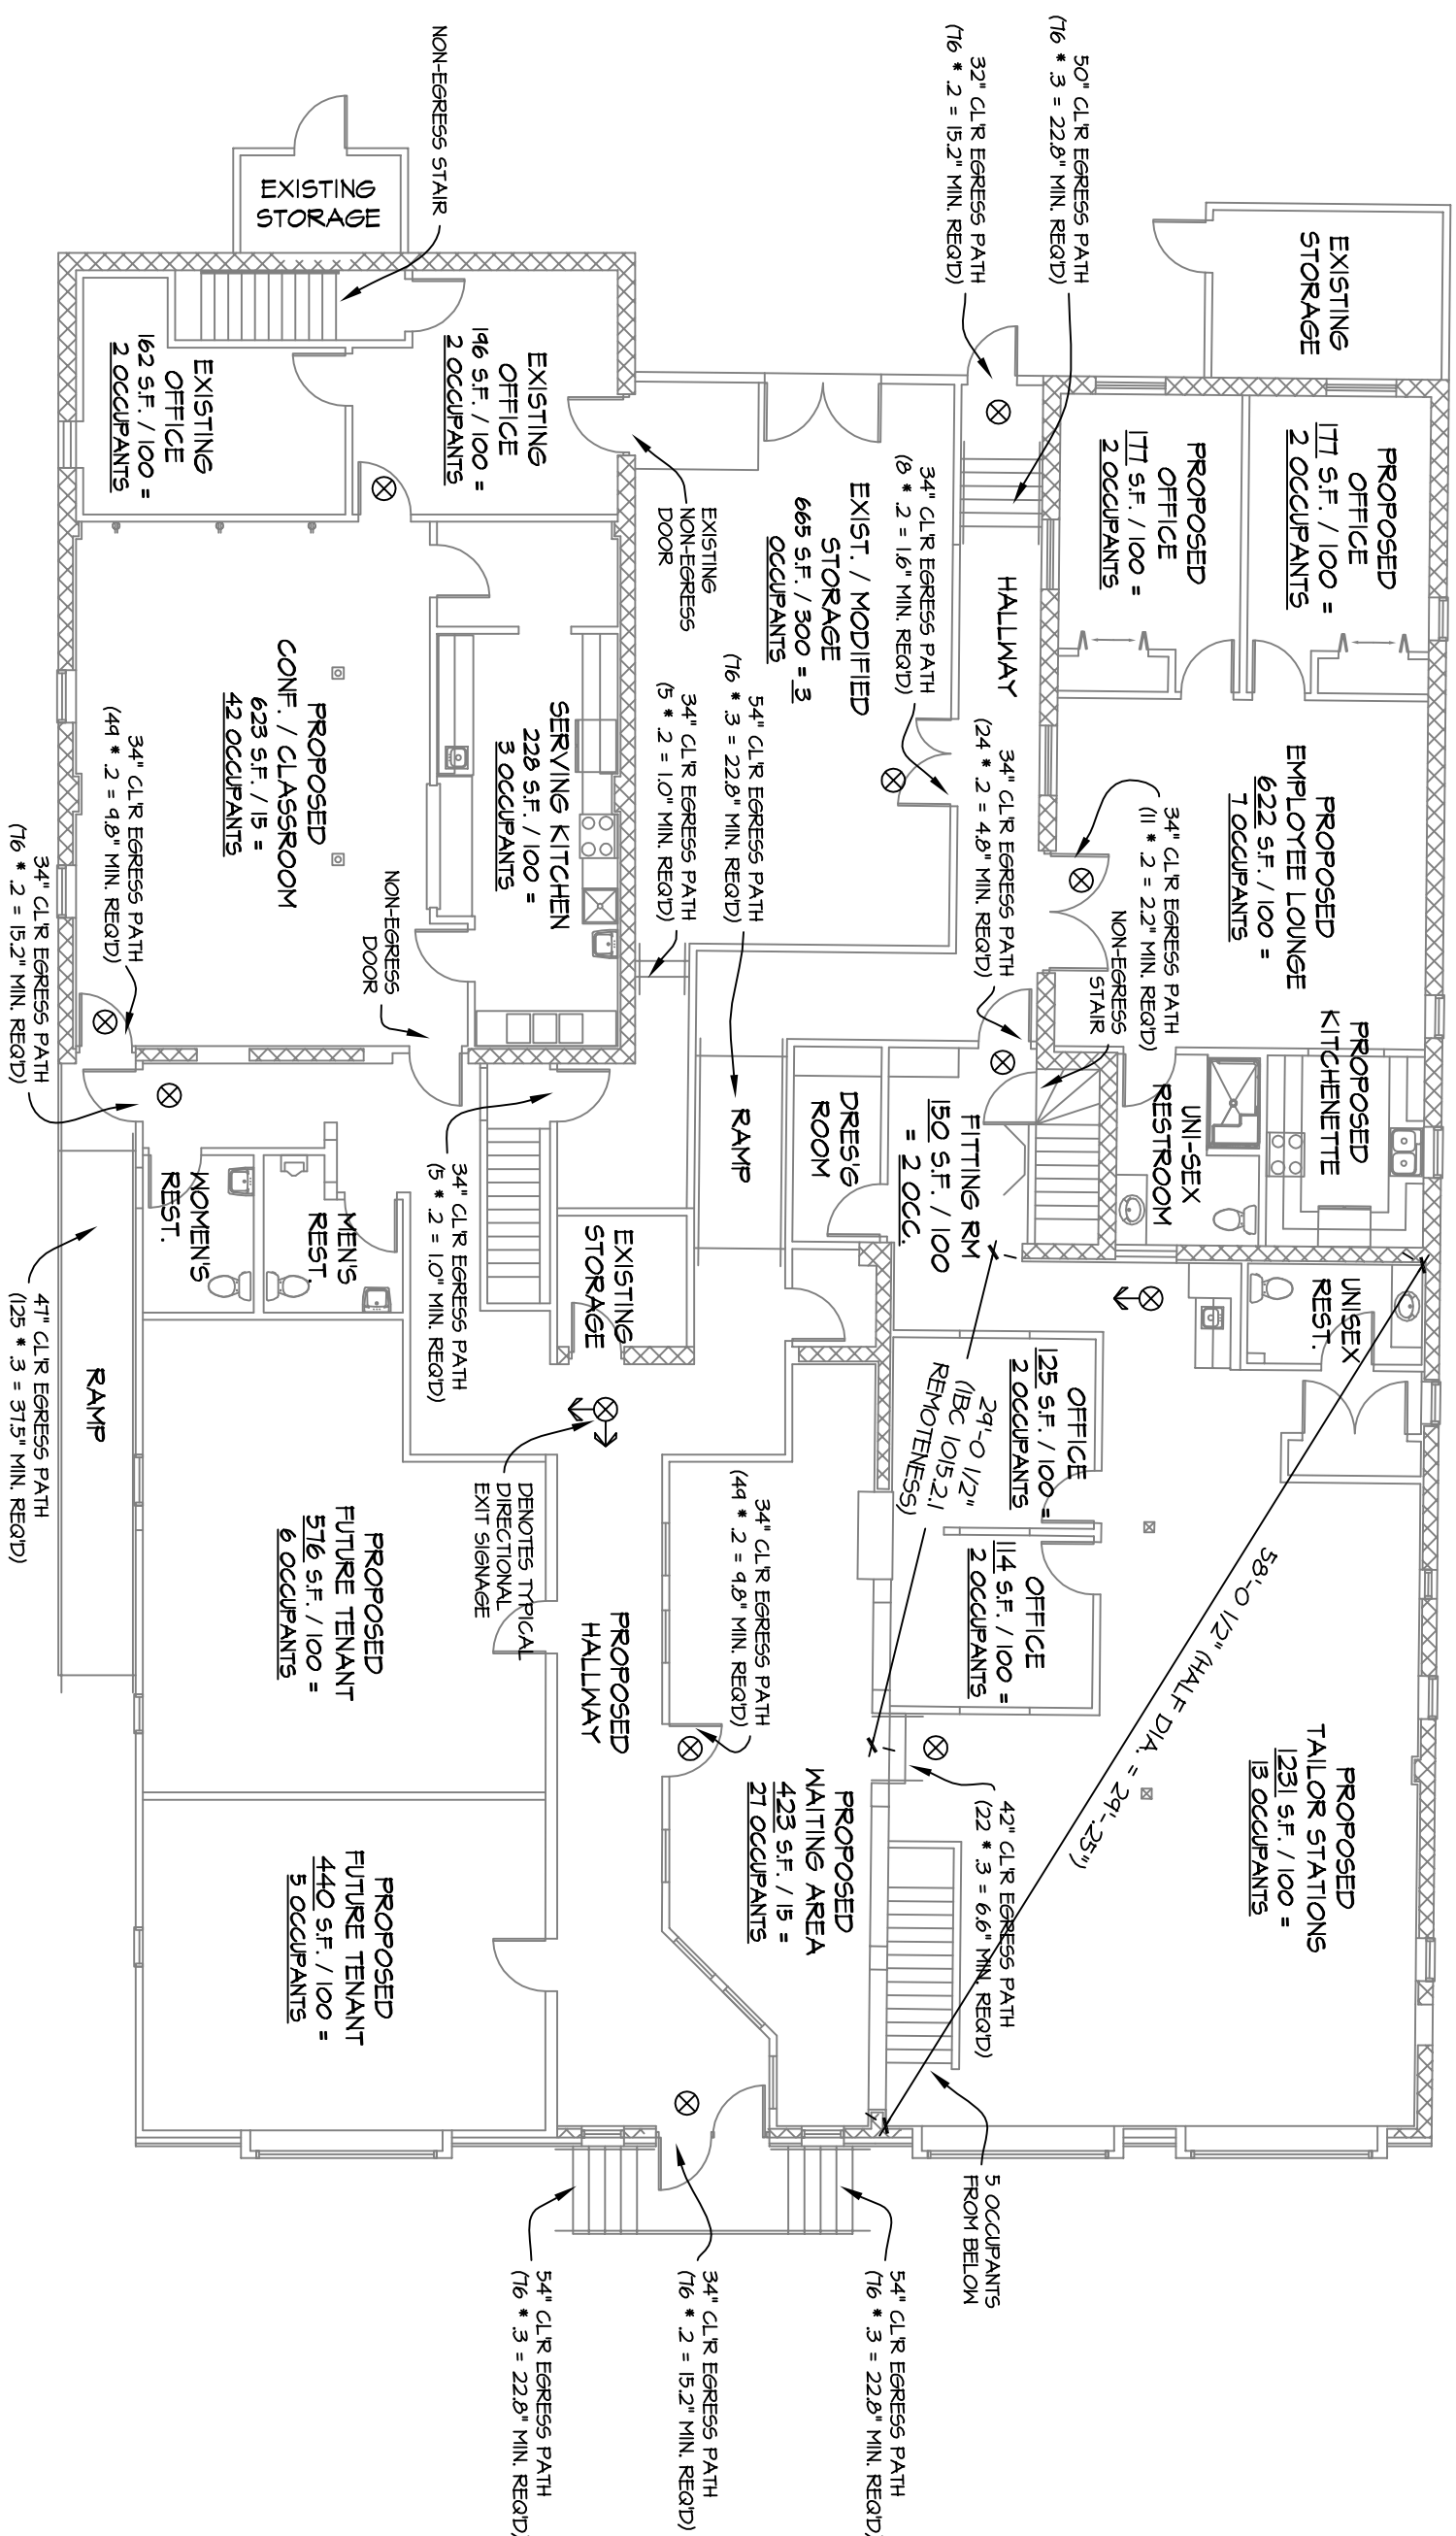 EXISTING
STORAGE
50" CL'R EGRESS PATH
(76 * .3 = 22.8" MIN. REQ'D)
32" CL'R EGRESS PATH
(76 * .2 = 15.2" MIN. REQ'D)
NON-EGRESS STAIR
EXISTING
STORAGE
PROPOSED
OFFICE
177 S.F. / 100 =
2 OCCUPANTS
PROPOSED
OFFICE
177 S.F. / 100 =
2 OCCUPANTS
HALLWAY
34" CL'R EGRESS PATH
(8 * .2 = 1.6" MIN. REQ'D)
EXIST. / MODIFIED
STORAGE
665 S.F. / 300 = 3
OCCUPANTS
EXISTING
NON-EGRESS
DOOR
EXISTING
OFFICE
196 S.F. / 100 =
2 OCCUPANTS
EXISTING
OFFICE
162 S.F. / 100 =
2 OCCUPANTS
PROPOSED
EMPLOYEE LOUNGE
622 S.F. / 100 =
7 OCCUPANTS
34" CL'R EGRESS PATH
(11 * .2 = 2.2" MIN. REQ'D)
NON-EGRESS
STAIR
34" CL'R EGRESS PATH
(24 * .2 = 4.8" MIN. REQ'D)
54" CL'R EGRESS PATH
(76 * .3 = 22.8" MIN. REQ'D)
34" CL'R EGRESS PATH
(5 * .2 = 1.0" MIN. REQ'D)
SERVING KITCHEN
228 S.F. / 100 =
3 OCCUPANTS
PROPOSED
CONF. / CLASSROOM
623 S.F. / 15 =
42 OCCUPANTS
NON-EGRESS
DOOR
34" CL'R EGRESS PATH
(49 * .2 = 9.8" MIN. REQ'D)
34" CL'R EGRESS PATH
(76 * .2 = 15.2" MIN. REQ'D)
PROPOSED
KITCHENETTE
UNI-SEX
RESTROOM
FITTING RM
150 S.F. / 100
= 2 OCC.
DRES'G
ROOM
RAMP
34" CL'R EGRESS PATH
(5 * .2 = 1.0" MIN. REQ'D)
EXISTING
STORAGE
MEN'S
REST.
WOMEN'S
REST.
47" CL'R EGRESS PATH
(125 * .3 = 37.5" MIN. REQ'D)
RAMP
UNISEX
REST.
OFFICE
125 S.F. / 100 =
2 OCCUPANTS
29'-0 1/2"
(IBC 1015.2.1
REMOTENESS)
OFFICE
114 S.F. / 100 =
2 OCCUPANTS
58'-0 1/2" (HALF DIA. = 29'-.25")
34" CL'R EGRESS PATH
(49 * .2 = 9.8" MIN. REQ'D)
DENOTES TYPICAL
DIRECTIONAL
EXIT SIGNAGE
PROPOSED
HALLWAY
PROPOSED
FUTURE TENANT
576 S.F. / 100 =
6 OCCUPANTS
PROPOSED
TAILOR STATIONS
1231 S.F. / 100 =
13 OCCUPANTS
42" CL'R EGRESS PATH
(22 * .3 = 6.6" MIN. REQ'D)
PROPOSED
WAITING AREA
423 S.F. / 15 =
27 OCCUPANTS
PROPOSED
FUTURE TENANT
440 S.F. / 100 =
5 OCCUPANTS
5 OCCUPANTS
FROM BELOW
54" CL'R EGRESS PATH
(76 * .3 = 22.8" MIN. REQ'D)
34" CL'R EGRESS PATH
(76 * .2 = 15.2" MIN. REQ'D)
54" CL'R EGRESS PATH
(76 * .3 = 22.8" MIN. REQ'D)